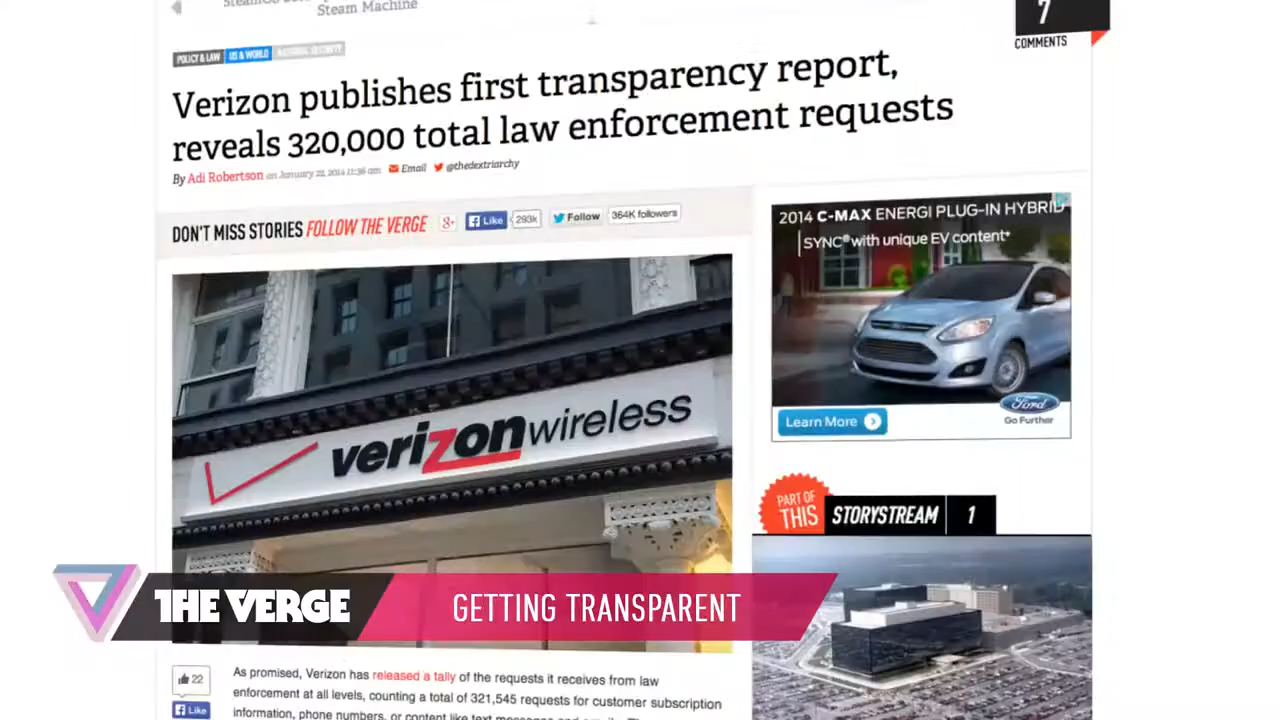 Steam Machine
7
COMMENTS
POLICY & LAW US & WORLD NATIONAL SECURITY
Verizon publishes first transparency report,
reveals 320,000 total law enforcement requests
By Adi Robertson on January 22, 2014 11:36 am Email @thedextriarchy
DON'T MISS STORIES FOLLOW THE VERGE 8+ Like 293k Follow 364K followers
2014 C-MAX ENERGI PLUG-IN HYBRID
SYNC® with unique EV content*
Learn More
Ford
Go Further
verizonwireless
PART OF
THIS
STORYSTREAM 1
THE VERGE
GETTING TRANSPARENT
22
Like
As promised, Verizon has released a tally of the requests it receives from law
enforcement at all levels, counting a total of 321,545 requests for customer subscription
information, phone numbers, or content like text messages and emails.